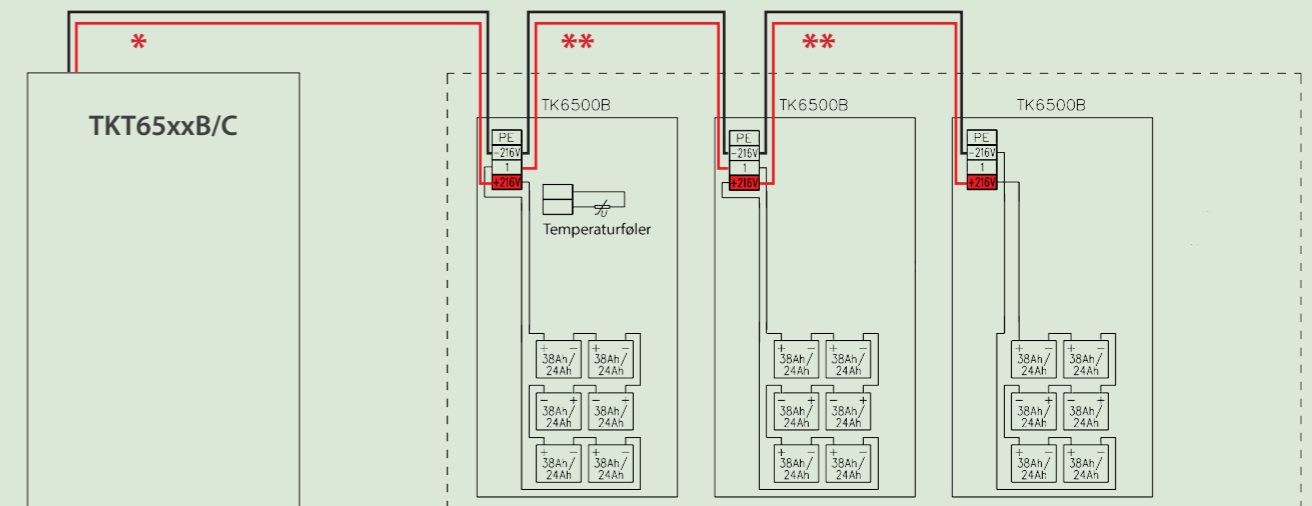 * ** **
TKT65xxB/C
TK6500B TK6500B TK6500B
PE PE PE
-216V -216V -216V
1 1 1
+216V +216V +216V
Temperaturføler
+ - + - + - + - + - + -
38Ah/ 38Ah/ 38Ah/ 38Ah/ 38Ah/ 38Ah/
24Ah 24Ah 24Ah 24Ah 24Ah 24Ah
- + - + - + - + - + - +
38Ah/ 38Ah/ 38Ah/ 38Ah/ 38Ah/ 38Ah/
24Ah 24Ah 24Ah 24Ah 24Ah 24Ah
+ - + - + - + - + - + -
38Ah/ 38Ah/ 38Ah/ 38Ah/ 38Ah/ 38Ah/
24Ah 24Ah 24Ah 24Ah 24Ah 24Ah